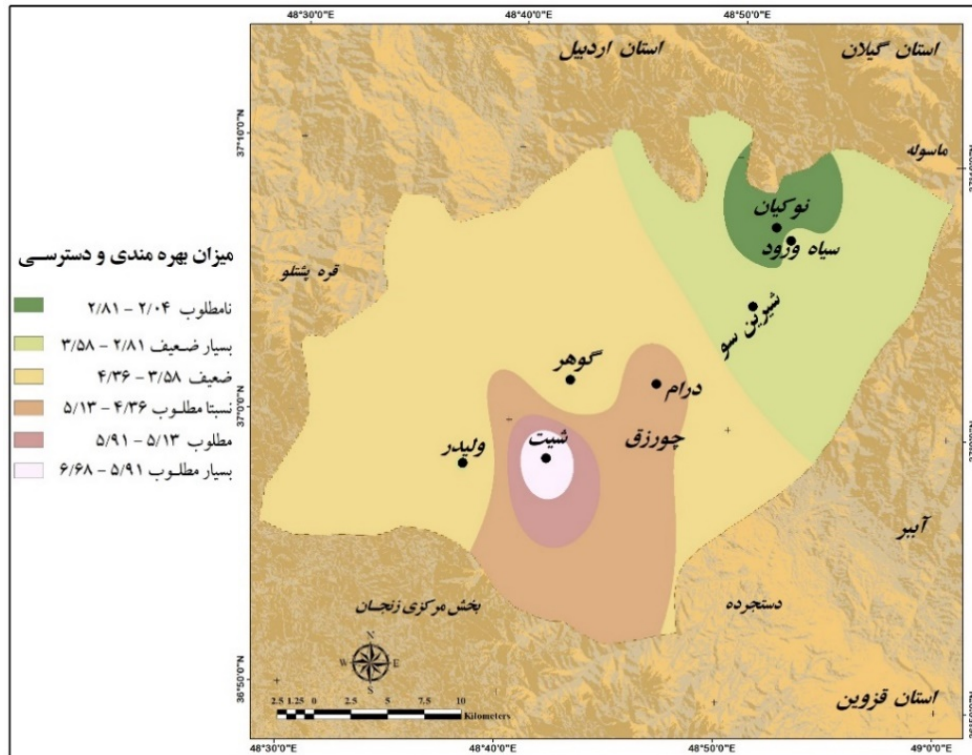 48°30'0"E 48°40'0"E 48°50'0"E
استان اردبیل
استان گیلان
37°10'0"N
ماسوله
نوکیان
سیاه ورود
میزان بهره مندی و دسترسی
قره پشتلو
نامطلوب ۲/۰۴ – ۲/۸۱
بسیار ضعیف ۲/۸۱ – ۳/۵۸
ضعیف ۳/۵۸ – ۴/۳۶
نسبتا مطلوب ۴/۳۶ – ۵/۱۳
مطلوب ۵/۱۳ – ۵/۹۱
بسیار مطلوب ۵/۹۱ – ۶/۶۸
شیرین سو
گوهر
درام
37°0'0"N
چورزق
شیت
ولیدر
آببر
بخش مرکزی زنجان
دستجرده
N
W E
S
36°50'0"N
استان قزوین
2.5 1.25 0 2.5 5 7.5 10
Kilometers
48°30'0"E 48°40'0"E 48°50'0"E 49°0'0"E